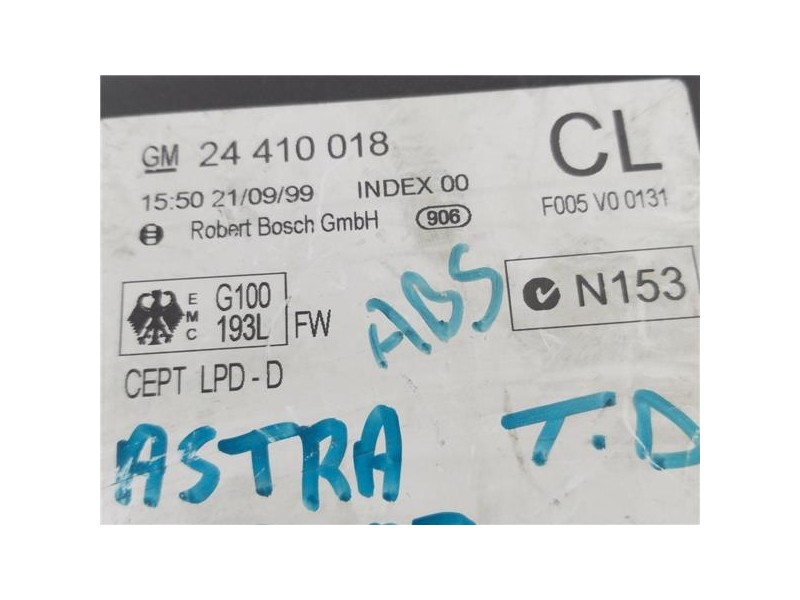 GM 24 410 018
CL
15:50 21/09/99 INDEX 00
F005 V0 0131
Robert Bosch GmbH 906
EMC G100
193L FW
ABS
N153
CEPT LPD - D
ASTRA T.D